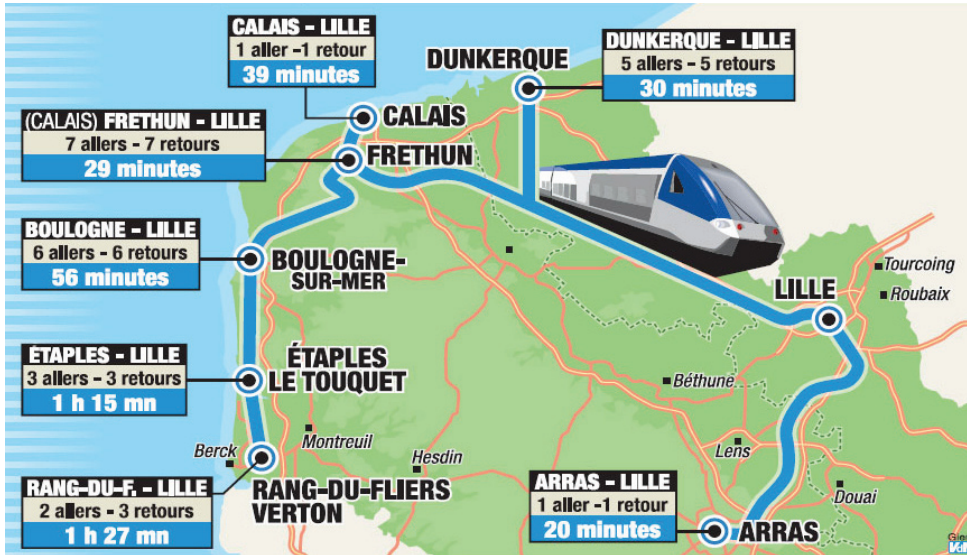 CALAIS – LILLE
1 aller –1 retour
39 minutes
DUNKERQUE – LILLE
5 allers – 5 retours
30 minutes
DUNKERQUE
CALAIS
(CALAIS) FRETHUN - LILLE
7 allers - 7 retours
29 minutes
FRETHUN
BOULOGNE – LILLE
6 allers - 6 retours
56 minutes
BOULOGNE-
SUR-MER
Tourcoing
Roubaix
LILLE
ÉTAPLES – LILLE
3 allers – 3 retours
1 h 15 mn
ÉTAPLES
LE TOUQUET
Béthune
Berck
Montreuil
Hesdin
Lens
Douai
RANG-DU-F. - LILLE
2 allers - 3 retours
1 h 27 mn
RANG-DU-FLIERS
VERTON
ARRAS – LILLE
1 aller -1 retour
20 minutes
ARRAS